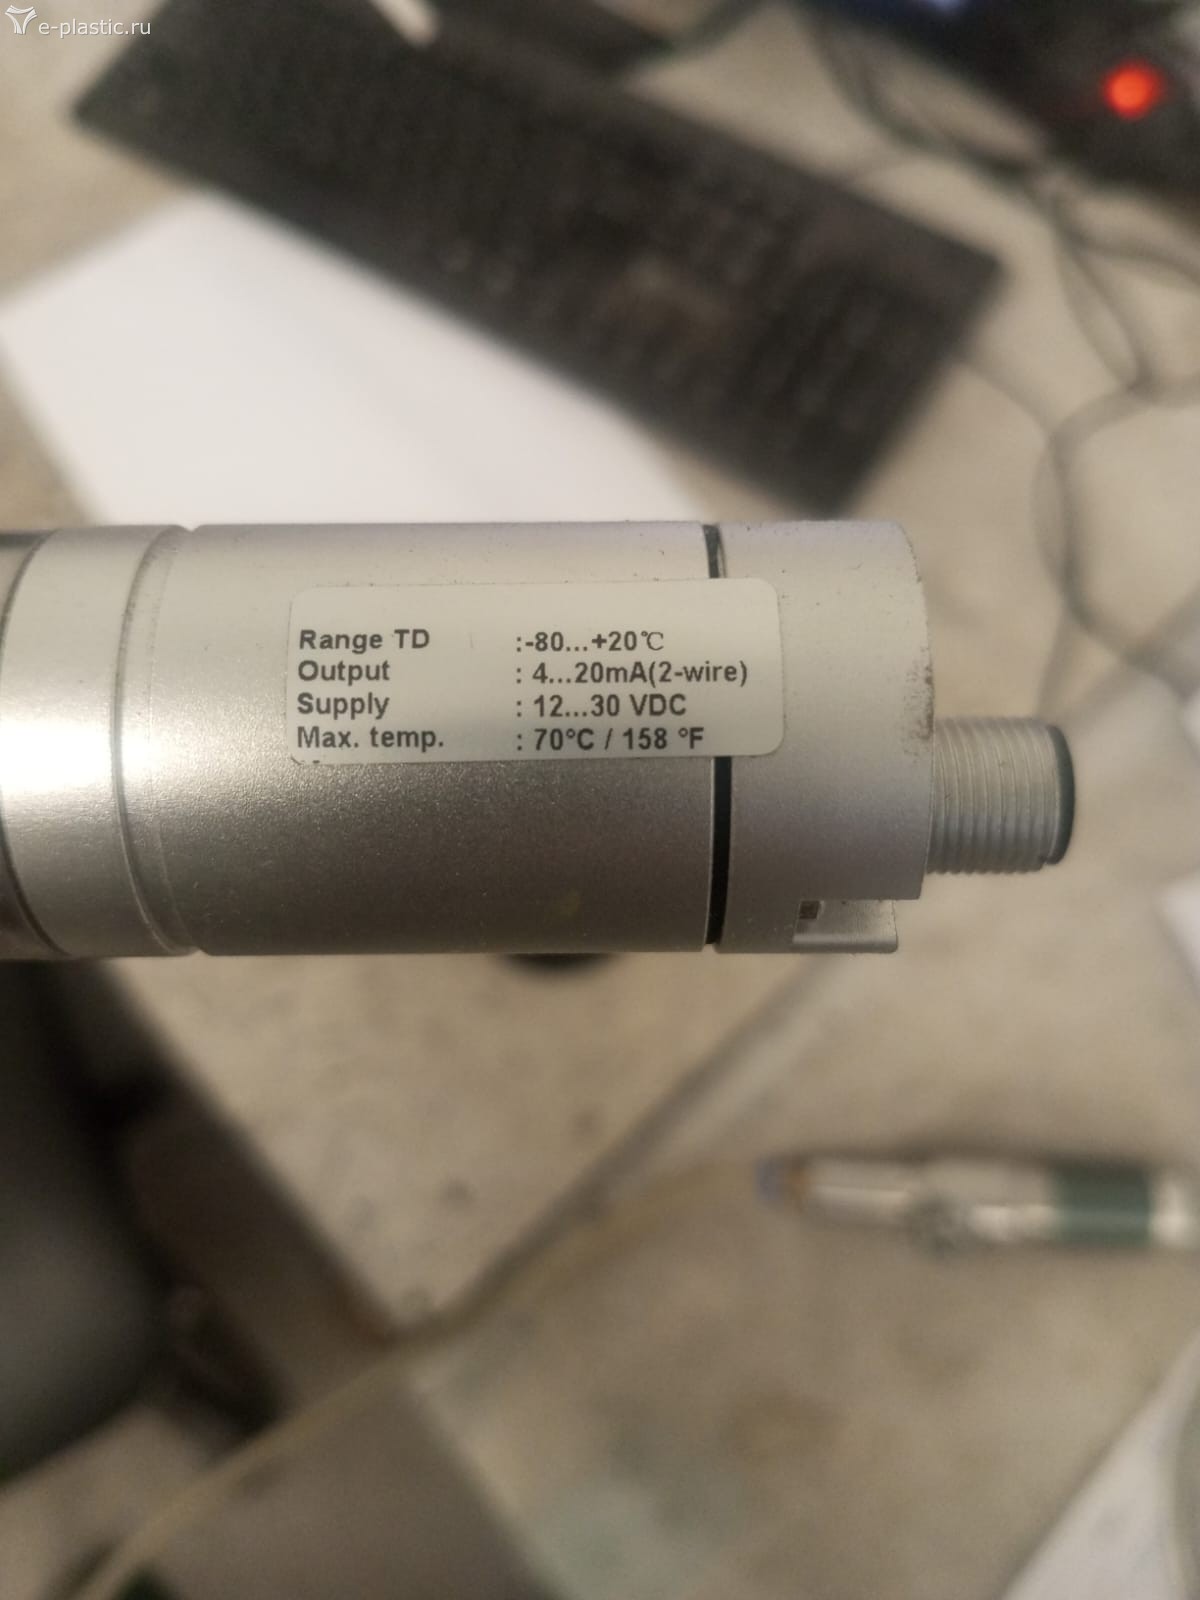 e-plastic.ru
Range TD :-80...+20℃
Output : 4...20mA(2-wire)
Supply : 12...30 VDC
Max. temp. : 70°C / 158 °F